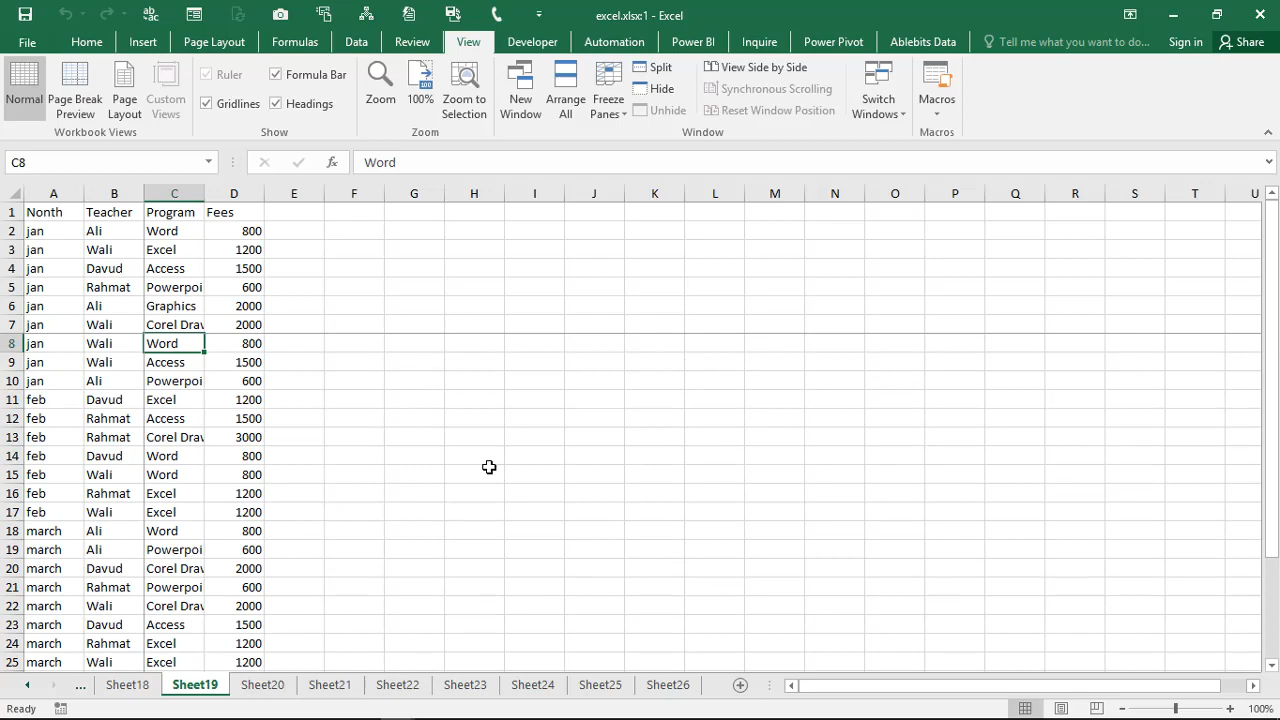 excel.xlsx:1 - Excel
File Home Insert Page Layout Formulas Data Review View Developer Automation Power BI Inquire Power Pivot Ablebits Data Tell me what you want to do... Sign in Share
Normal Page Break Preview Page Layout Custom Views
Workbook Views
Ruler Formula Bar
Gridlines Headings
Show
Zoom 100% Zoom to Selection
100
Zoom
New Window Arrange All Freeze Panes
Split View Side by Side
Hide Synchronous Scrolling
Unhide Reset Window Position
Switch Windows
Window
Macros
Macros
C8 fx Word
A B C D E F G H I J K L M N O P Q R S T U
1 Nonth Teacher Program Fees
2 jan Ali Word 800
3 jan Wali Excel 1200
4 jan Davud Access 1500
5 jan Rahmat Powerpoi 600
6 jan Ali Graphics 2000
7 jan Wali Corel Draw 2000
8 jan Wali Word 800
9 jan Wali Access 1500
10 jan Ali Powerpoi 600
11 feb Davud Excel 1200
12 feb Rahmat Access 1500
13 feb Rahmat Corel Draw 3000
14 feb Davud Word 800
15 feb Wali Word 800
16 feb Rahmat Excel 1200
17 feb Wali Excel 1200
18 march Ali Word 800
19 march Ali Powerpoi 600
20 march Davud Corel Draw 2000
21 march Rahmat Powerpoi 600
22 march Wali Corel Draw 2000
23 march Davud Access 1500
24 march Rahmat Excel 1200
25 march Wali Excel 1200
... Sheet18 Sheet19 Sheet20 Sheet21 Sheet22 Sheet23 Sheet24 Sheet25 Sheet26
Ready 100%